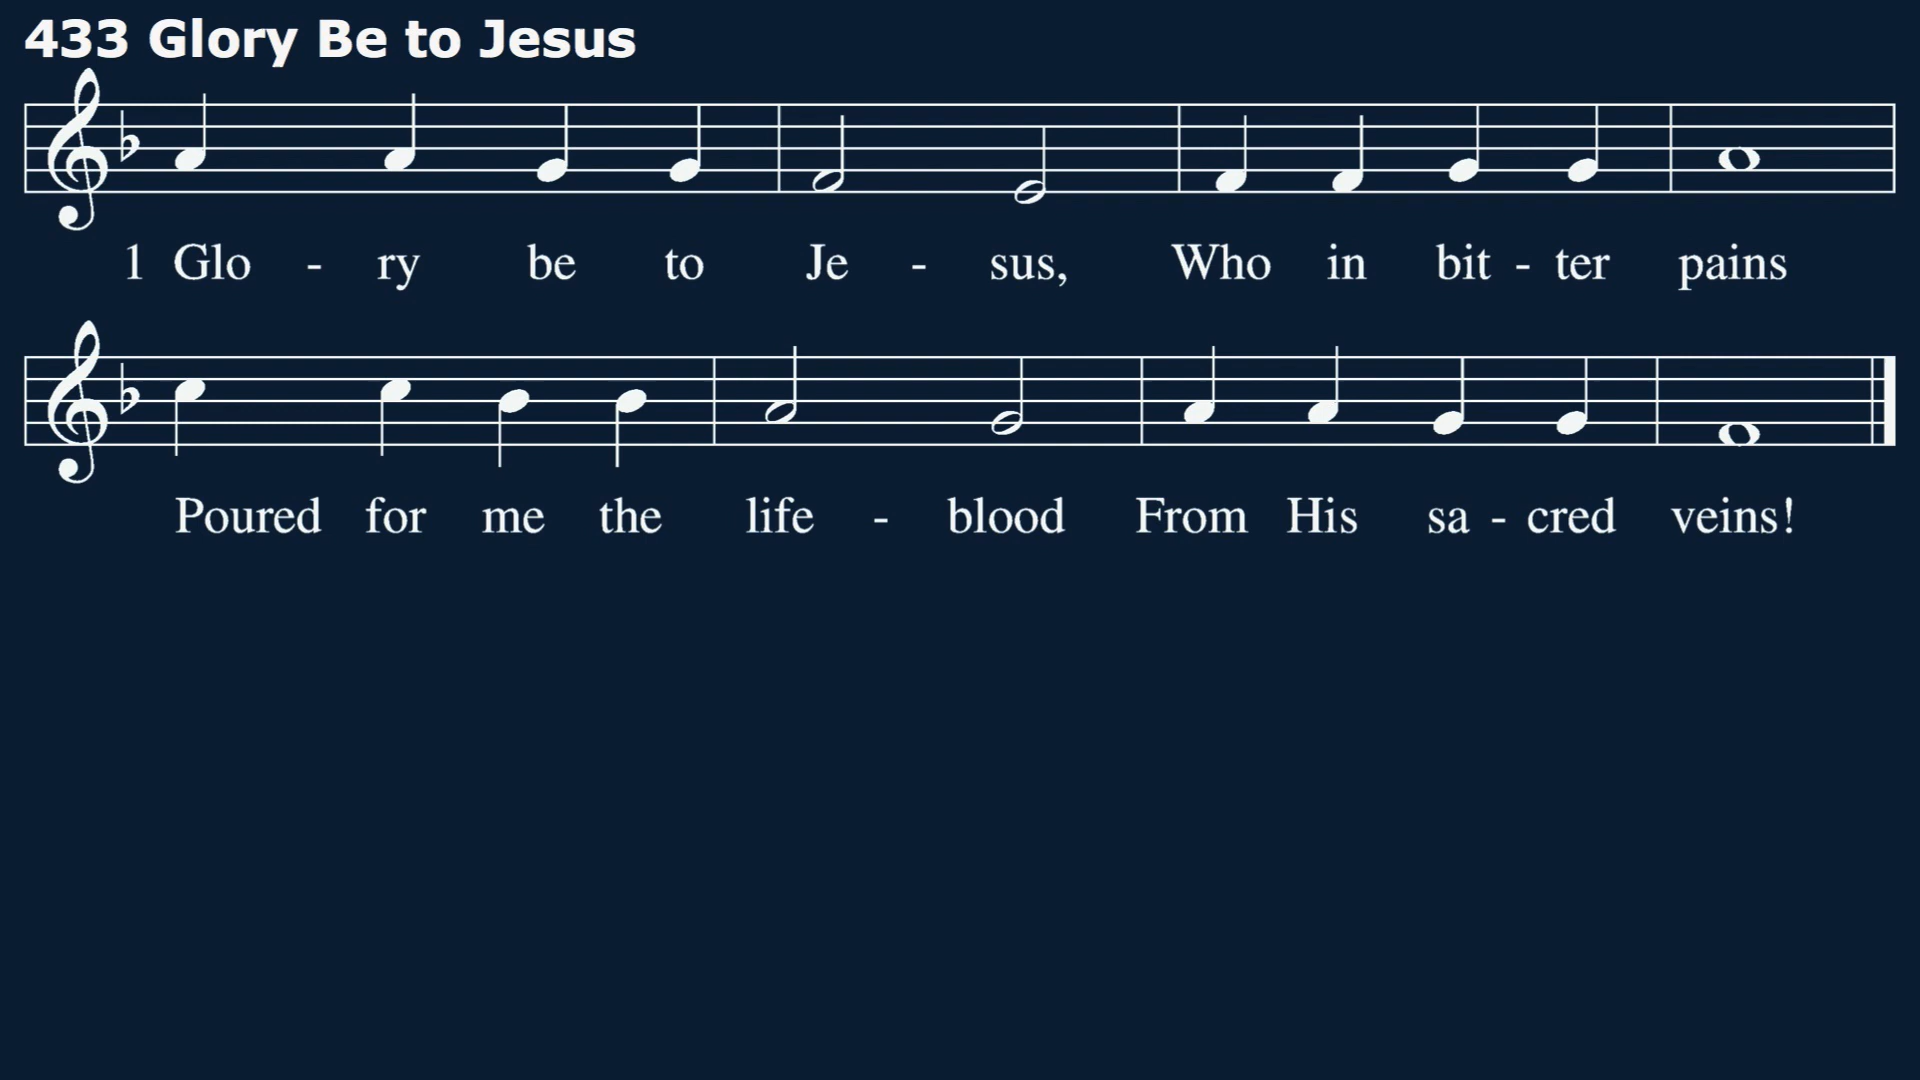 433 Glory Be to Jesus
1 Glo - ry be to Je - sus, Who in bit - ter pains
Poured for me the life - blood From His sa - cred veins!